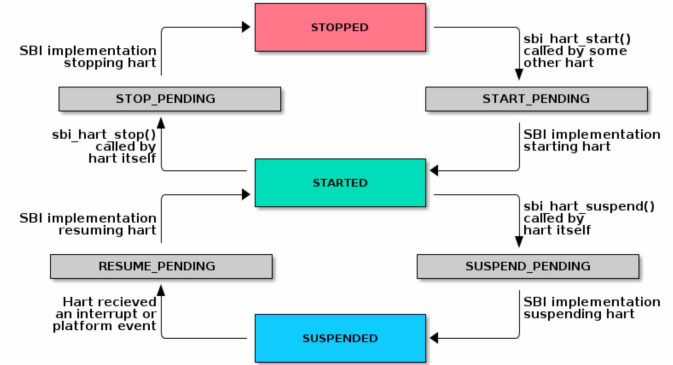 STOPPED
SBI implementation
stopping hart
sbi_hart_start()
called by some
other hart
STOP_PENDING
START_PENDING
sbi_hart_stop()
called by
hart itself
SBI implementation
starting hart
STARTED
SBI implementation
resuming hart
sbi_hart_suspend()
called by
hart itself
RESUME_PENDING
SUSPEND_PENDING
Hart recieved
an interrupt or
platform event
SBI implementation
suspending hart
SUSPENDED